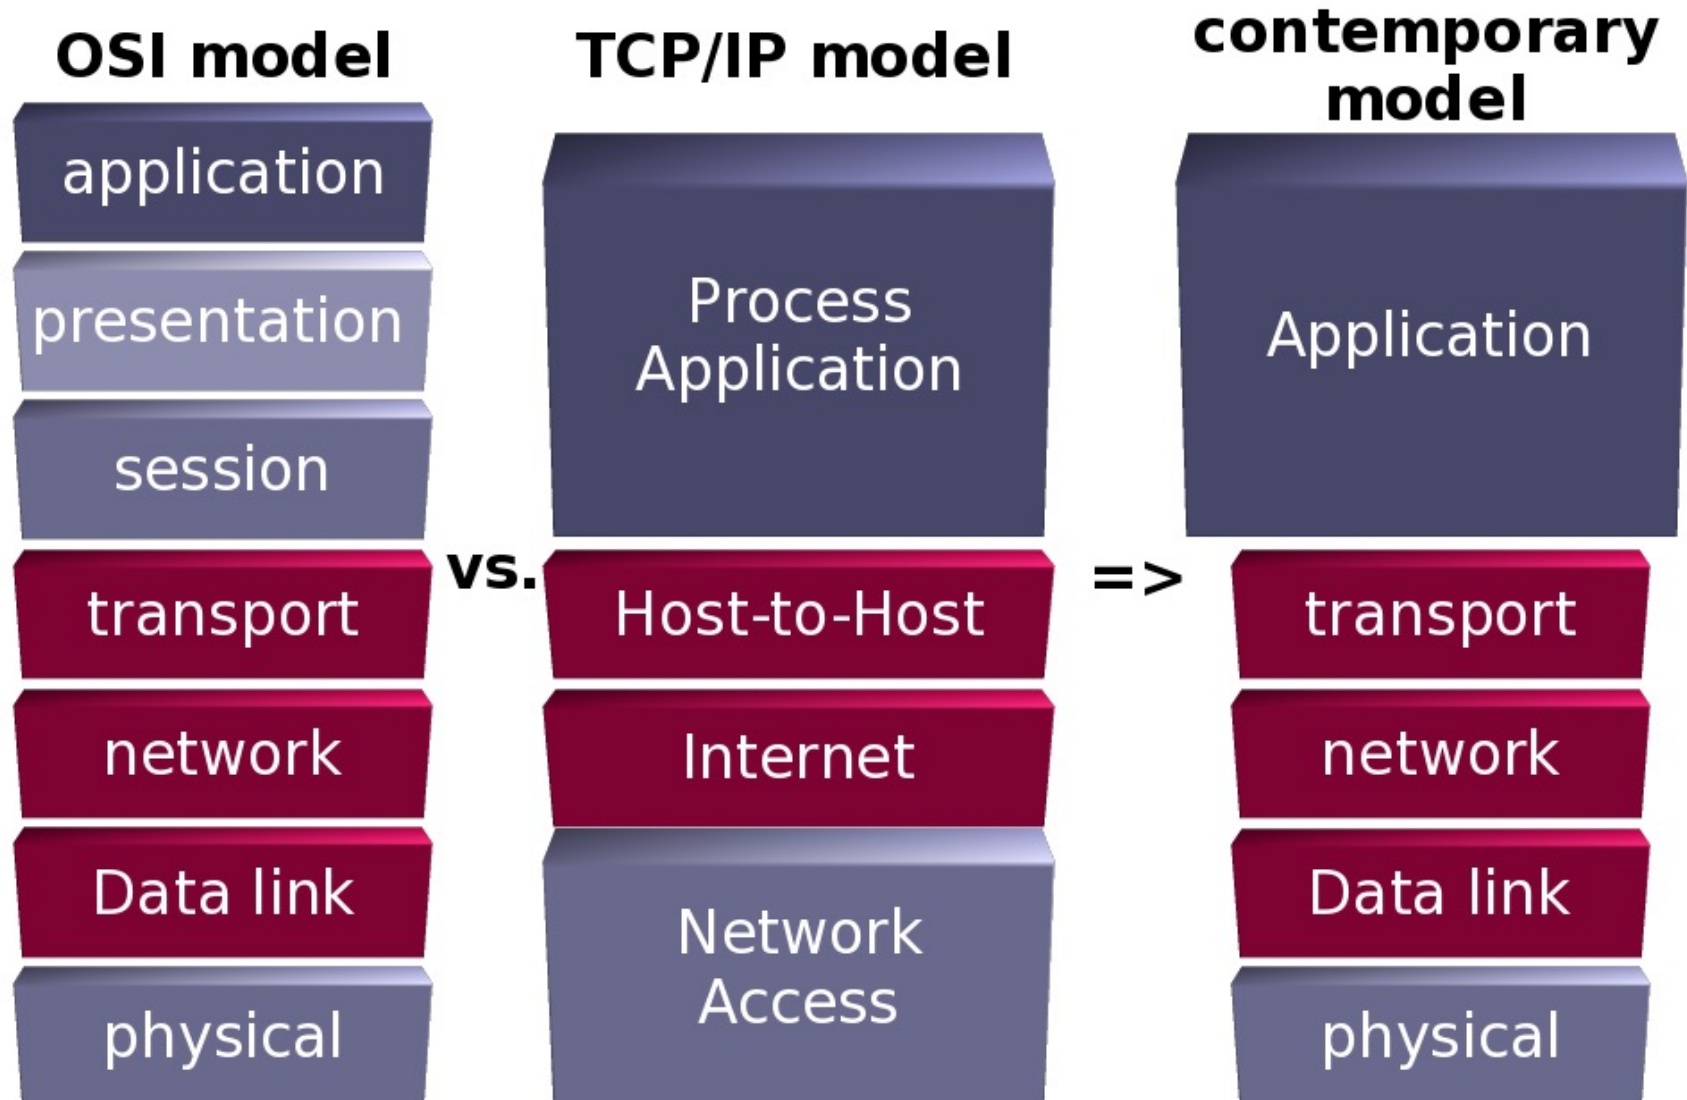 OSI model
application
presentation
session
transport
network
Data link
physical
vs.
TCP/IP model
Process
Application
Host-to-Host
Internet
Network
Access
=>
contemporary
model
Application
transport
network
Data link
physical